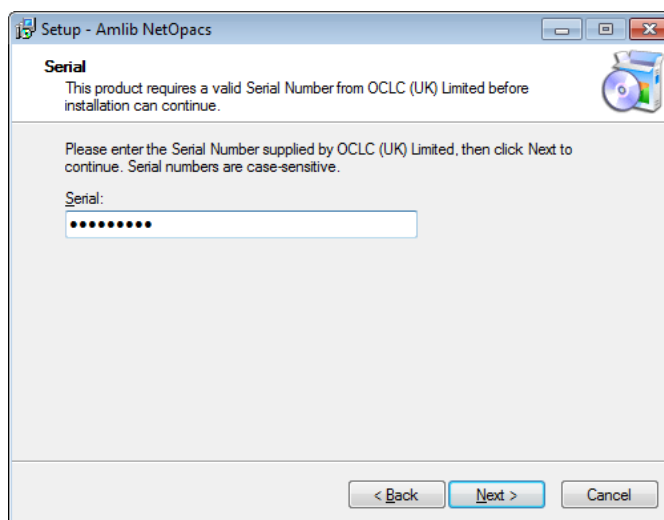 Setup - Amlib NetOpacs
Serial
This product requires a valid Serial Number from OCLC (UK) Limited before
installation can continue.
Please enter the Serial Number supplied by OCLC (UK) Limited, then click Next to
continue. Serial numbers are case-sensitive.
Serial:
•••••••••
< Back
Next >
Cancel